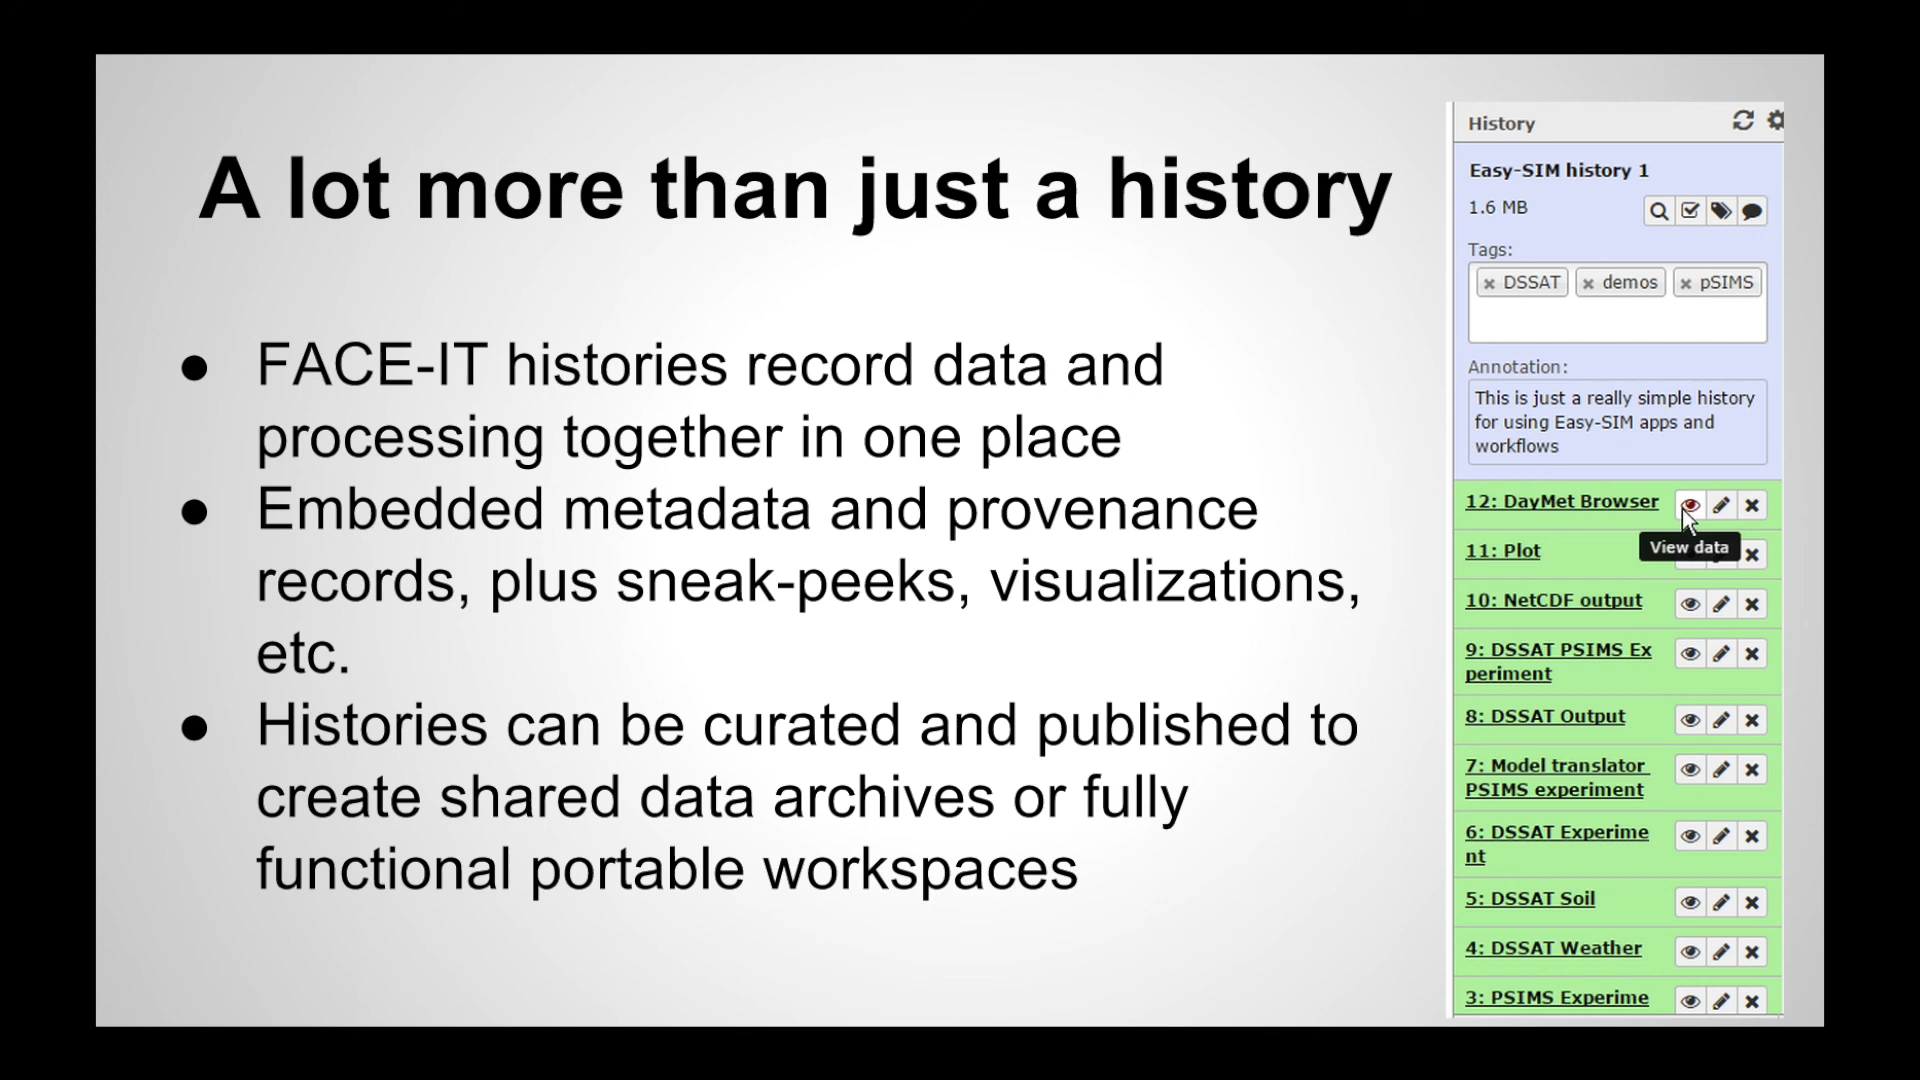 A lot more than just a history
● FACE-IT histories record data and
processing together in one place
● Embedded metadata and provenance
records, plus sneak-peeks, visualizations,
etc.
● Histories can be curated and published to
create shared data archives or fully
functional portable workspaces
History
Easy-SIM history 1
1.6 MB
Tags:
DSSAT demos pSIMS
Annotation:
This is just a really simple history
for using Easy-SIM apps and
workflows
12: DayMet Browser
View data
11: Plot
10: NetCDF output
9: DSSAT PSIMS Ex
periment
8: DSSAT Output
7: Model translator
PSIMS experiment
6: DSSAT Experime
nt
5: DSSAT Soil
4: DSSAT Weather
3: PSIMS Experime